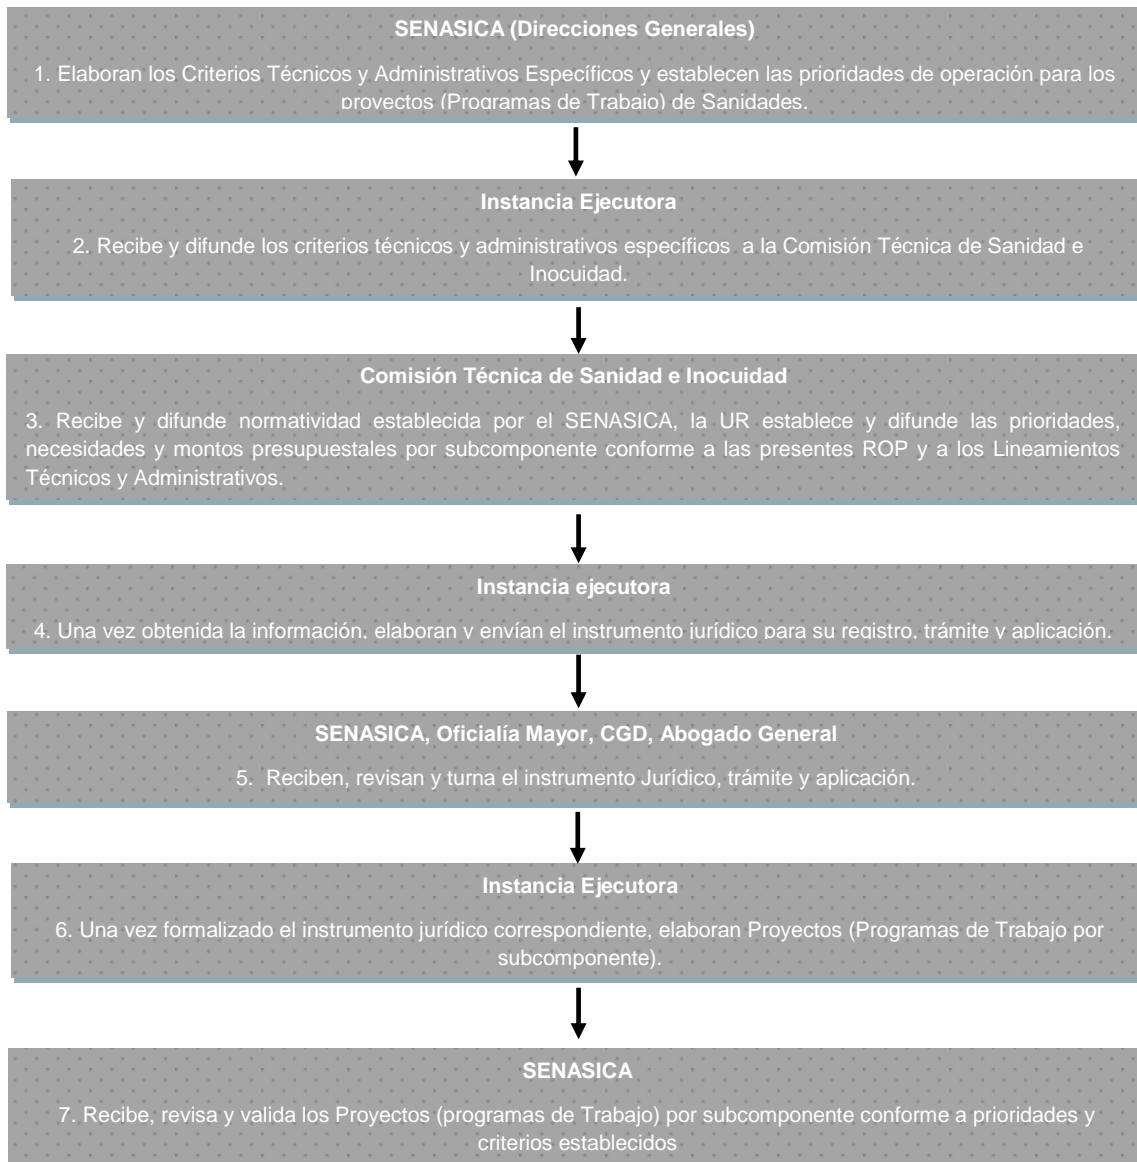 SENASICA (Direcciones Generales)
1. Elaboran los Criterios Técnicos y Administrativos Específicos y establecen las prioridades de operación para los
proyectos (Programas de Trabajo) de Sanidades.
Instancia Ejecutora
2. Recibe y difunde los criterios técnicos y administrativos específicos a la Comisión Técnica de Sanidad e
Inocuidad.
Comisión Técnica de Sanidad e Inocuidad
3. Recibe y difunde normatividad establecida por el SENASICA, la UR establece y difunde las prioridades,
necesidades y montos presupuestales por subcomponente conforme a las presentes ROP y a los Lineamientos
Técnicos y Administrativos.
Instancia ejecutora
4. Una vez obtenida la información, elaboran y envían el instrumento jurídico para su registro, trámite y aplicación.
SENASICA, Oficialía Mayor, CGD, Abogado General
5. Reciben, revisan y turna el instrumento Jurídico, trámite y aplicación.
Instancia Ejecutora
6. Una vez formalizado el instrumento jurídico correspondiente, elaboran Proyectos (Programas de Trabajo por
subcomponente).
SENASICA
7. Recibe, revisa y valida los Proyectos (programas de Trabajo) por subcomponente conforme a prioridades y
criterios establecidos